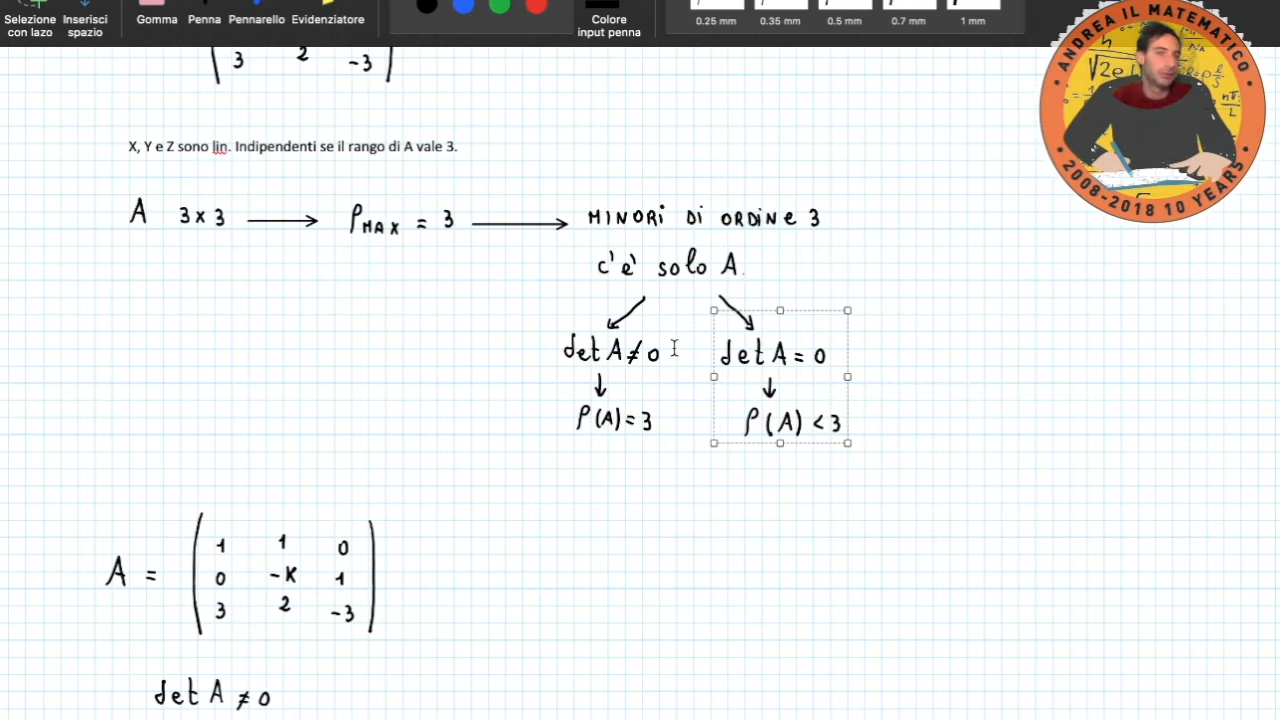 Selezione con lazo
Inserisci spazio
Gomma
Penna
Pennarello
Evidenziatore
Colore input penna
0.25 mm
0.35 mm
0.5 mm
0.7 mm
1 mm
ANDREA IL MATEMATICO
2008-2018 10 YEARS
3 2 -3
X, Y e Z sono lin. Indipendenti se il rango di A vale 3.
A 3x3 → ρMAX = 3 → MINORI DI ORDINE 3
c'è solo A.
det A ≠ 0 det A = 0
↓ ↓
ρ(A) = 3 ρ(A) < 3
1 1 0
A = 0 -K 1
3 2 -3
det A ≠ 0